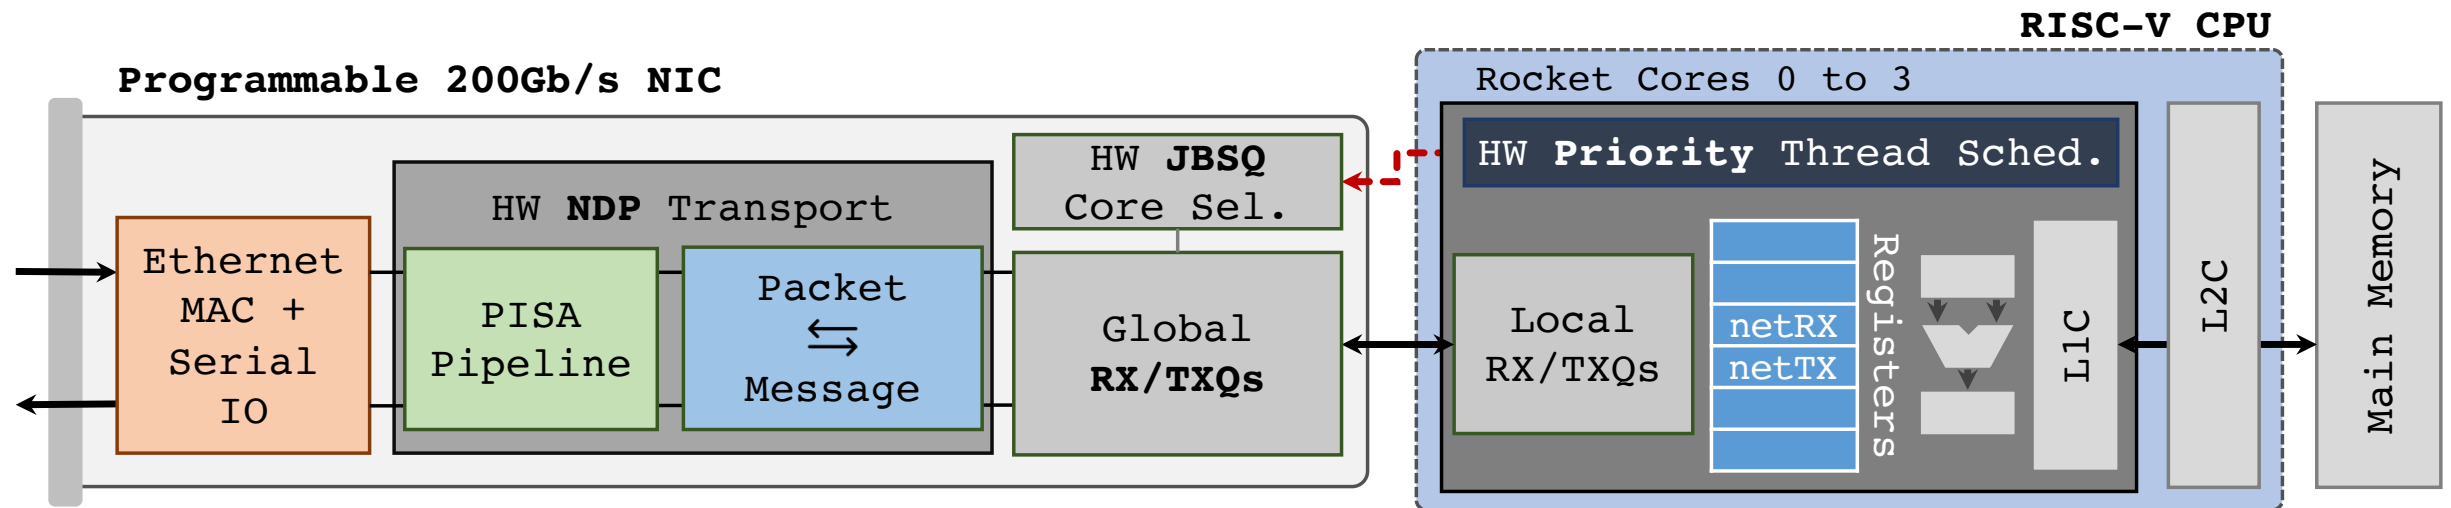 RISC-V CPU
Programmable 200Gb/s NIC
Rocket Cores 0 to 3
HW JBSQ
Core Sel.
HW Priority Thread Sched.
HW NDP Transport
Ethernet
MAC +
Serial
IO
PISA
Pipeline
Packet
⇆
Message
Global
RX/TXQs
Local
RX/TXQs
netRX
netTX
Registers
L1C
L2C
Main Memory